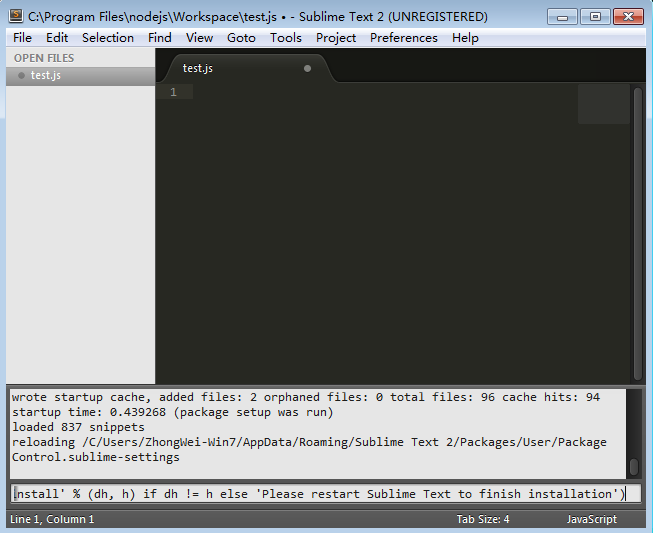 C:\Program Files\nodejs\Workspace\test.js • - Sublime Text 2 (UNREGISTERED)
File Edit Selection Find View Goto Tools Project Preferences Help
OPEN FILES
test.js
test.js
1
wrote startup cache, added files: 2 orphaned files: 0 total files: 96 cache hits: 94
startup time: 0.439268 (package setup was run)
loaded 837 snippets
reloading /C/Users/ZhongWei-Win7/AppData/Roaming/Sublime Text 2/Packages/User/Package
Control.sublime-settings
install' % (dh, h) if dh != h else 'Please restart Sublime Text to finish installation')
Line 1, Column 1 Tab Size: 4 JavaScript